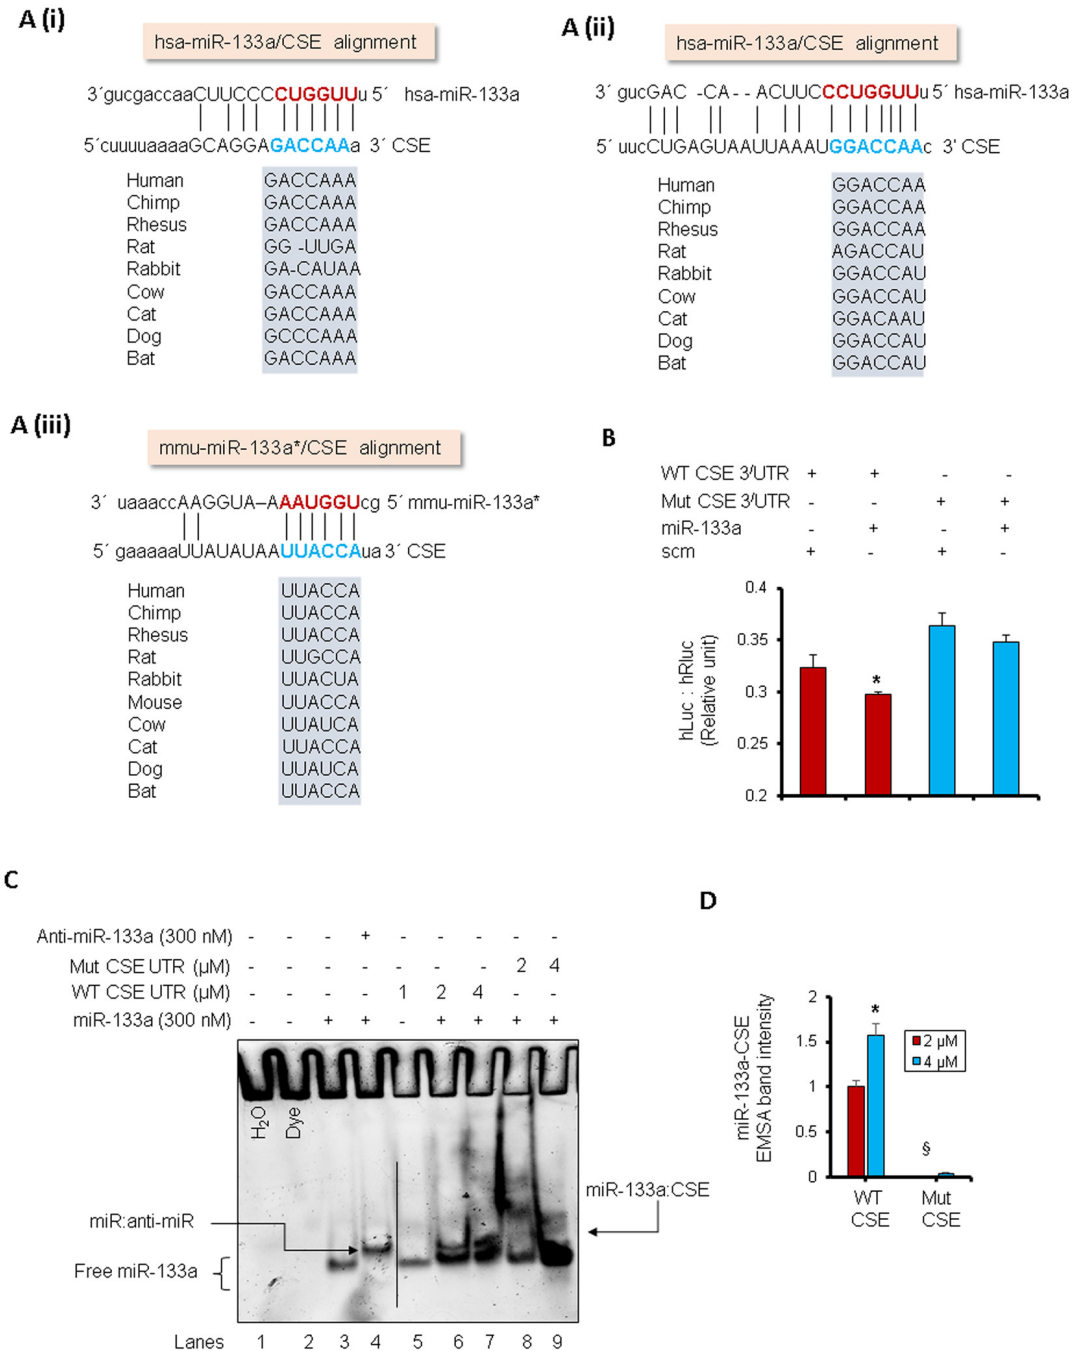 A (i)
hsa-miR-133a/CSE alignment
3´gucgaccaaCUUCCCCUGGUUu 5´ hsa-miR-133a
5´cuuuuaaaaGCAGGAGACCAAa 3´ CSE
Human GACCAAA
Chimp GACCAAA
Rhesus GACCAAA
Rat GG -UUGA
Rabbit GA-CAUAA
Cow GACCAAA
Cat GACCAAA
Dog GCCCAAA
Bat GACCAAA
A (ii)
hsa-miR-133a/CSE alignment
3´ gucGAC -CA- -ACUUCCCUGGUUu 5´ hsa-miR-133a
5´ uucCUGAGUAAUUAAAUGGACCAAc 3' CSE
Human GGACCAA
Chimp GGACCAA
Rhesus GGACCAA
Rat AGACCAU
Rabbit GGACCAU
Cow GGACCAU
Cat GGACAAU
Dog GGACCAU
Bat GGACCAU
A (iii)
mmu-miR-133a*/CSE alignment
3´ uaaaccAAGGUA–AAAUGGUcg 5´ mmu-miR-133a*
5´ gaaaaaUUAUAUAAUUACCAua 3´ CSE
Human UUACCA
Chimp UUACCA
Rhesus UUACCA
Rat UUGCCA
Rabbit UUACUA
Mouse UUACCA
Cow UUAUCA
Cat UUACCA
Dog UUAUCA
Bat UUACCA
B
WT CSE 3/UTR + + - -
Mut CSE 3/UTR - - + +
miR-133a - + - +
scm + - + -
hLuc : hRluc
(Relative unit)
0.4
0.35
0.3
0.25
0.2
*
C
Anti-miR-133a (300 nM) - - - + - - - - -
Mut CSE UTR (µM) - - - - - - - 2 4
WT CSE UTR (µM) - - - - 1 2 4 - -
miR-133a (300 nM) - - + + - + + + +
H2O
Dye
miR:anti-miR
Free miR-133a
miR-133a:CSE
Lanes 1 2 3 4 5 6 7 8 9
D
miR-133a-CSE
EMSA band intensity
2
1.5
1
0.5
0
*
§
2 µM
4 µM
WT CSE
Mut CSE